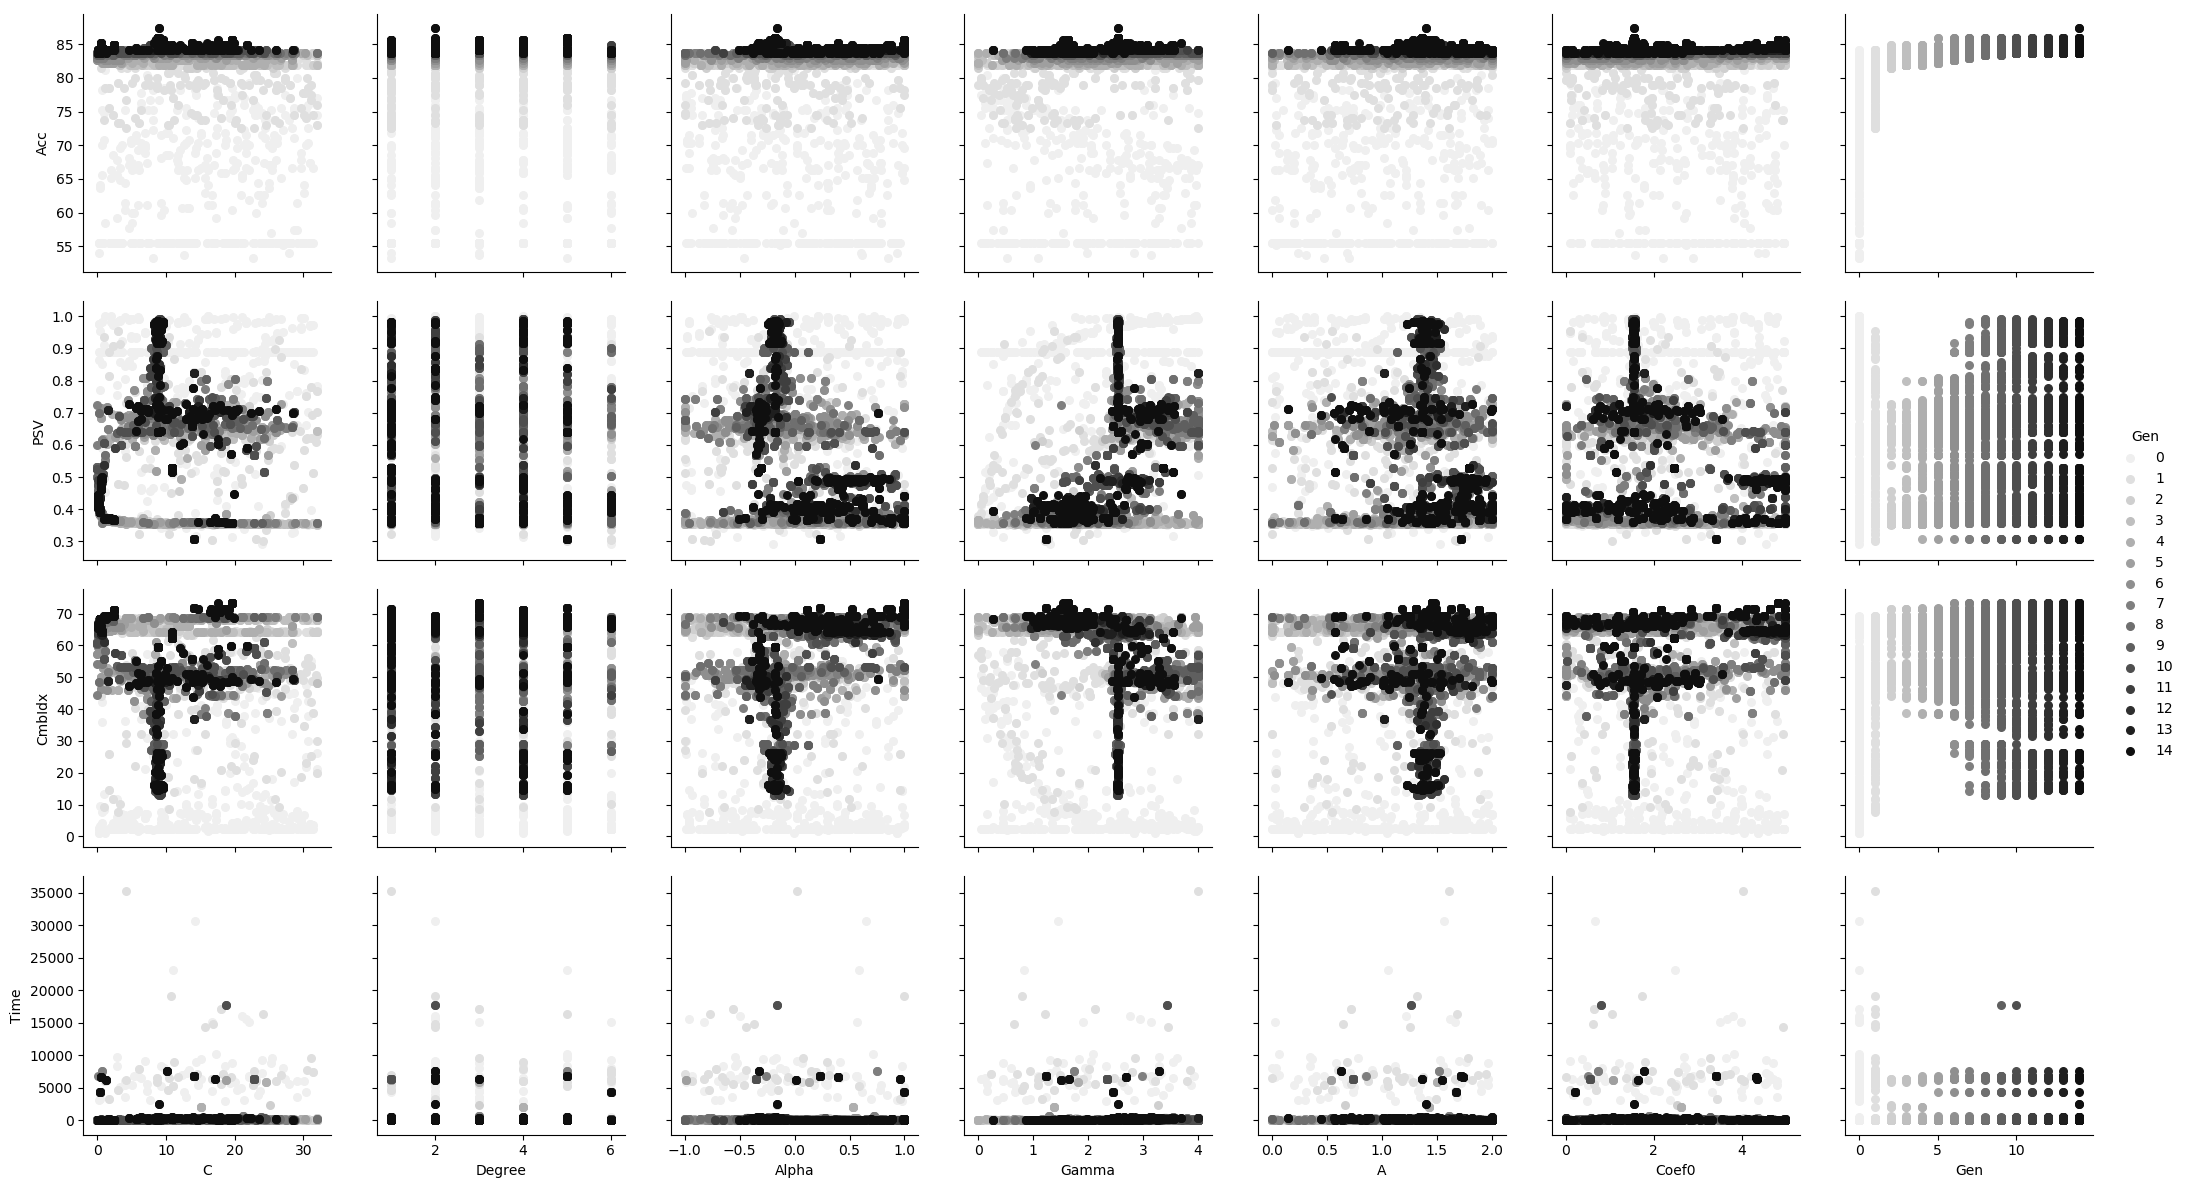 Acc
85
80
75
70
65
60
55
PSV
1.0
0.9
0.8
0.7
0.6
0.5
0.4
0.3
CmbIdx
70
60
50
40
30
20
10
0
Time
35000
30000
25000
20000
15000
10000
5000
0
0 10 20 30
C
2 4 6
Degree
−1.0 −0.5 0.0 0.5 1.0
Alpha
0 1 2 3 4
Gamma
0.0 0.5 1.0 1.5 2.0
A
0 2 4
Coef0
0 5 10
Gen
Gen
0
1
2
3
4
5
6
7
8
9
10
11
12
13
14